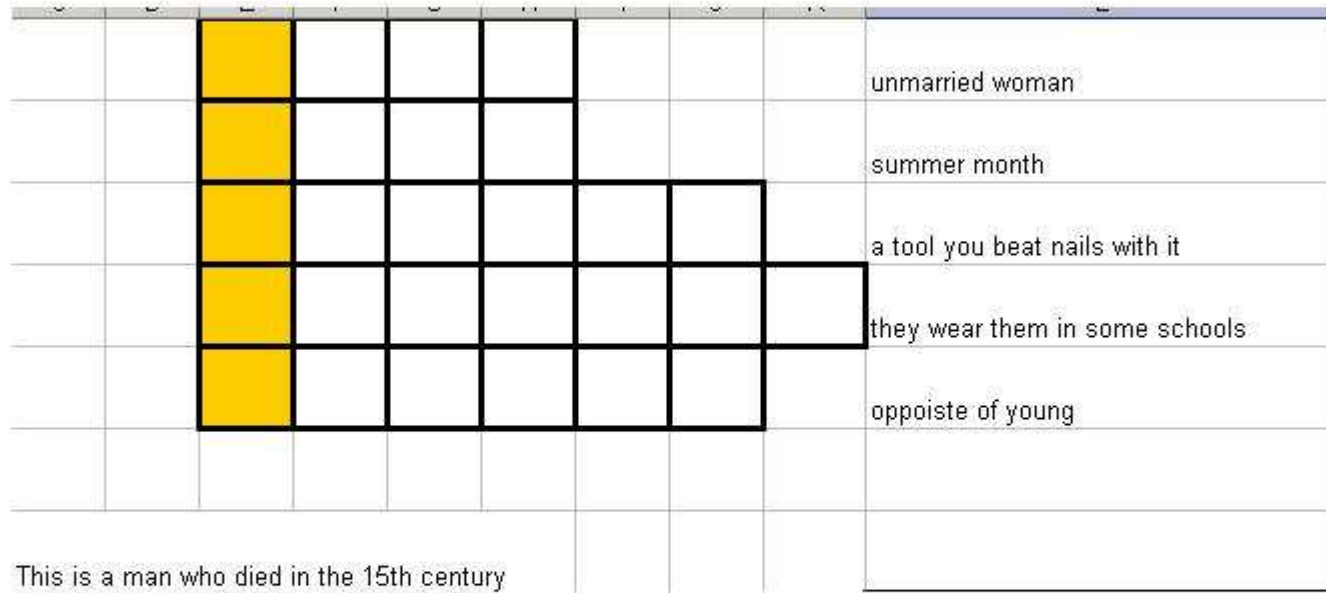 unmarried woman
summer month
a tool you beat nails with it
they wear them in some schools
oppoiste of young
This is a man who died in the 15th century